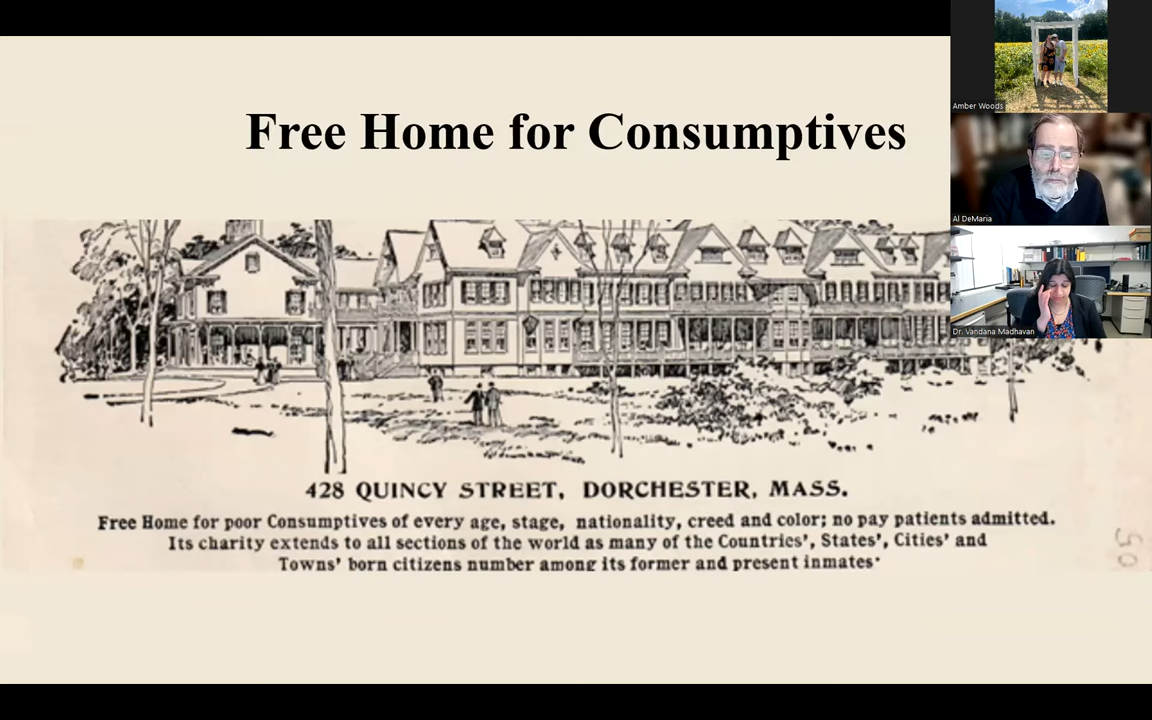 Free Home for Consumptives
Amber Woods
Al DeMaria
Dr. Vandana Madhavan
428 QUINCY STREET, DORCHESTER, MASS.
Free Home for poor Consumptives of every age, stage, nationality, creed and color; no pay patients admitted.
Its charity extends to all sections of the world as many of the Countries', States', Cities' and
Towns' born citizens number among its former and present inmates'
50